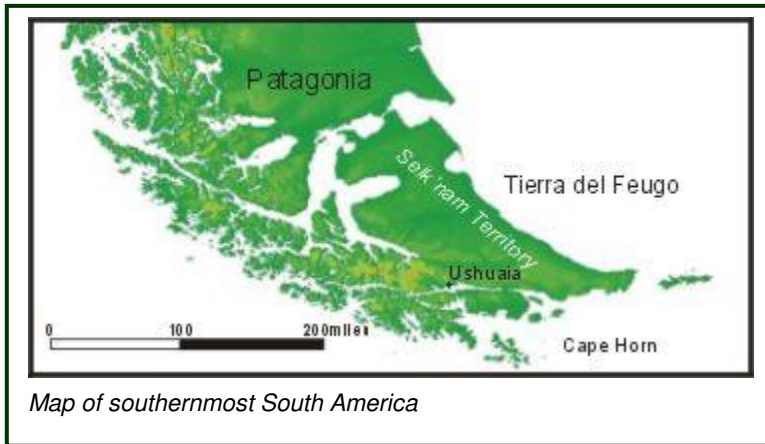 Patagonia
Selk'nam Territory
Tierra del Feugo
Ushuaia
0 100 200miles
Cape Horn
Map of southernmost South America